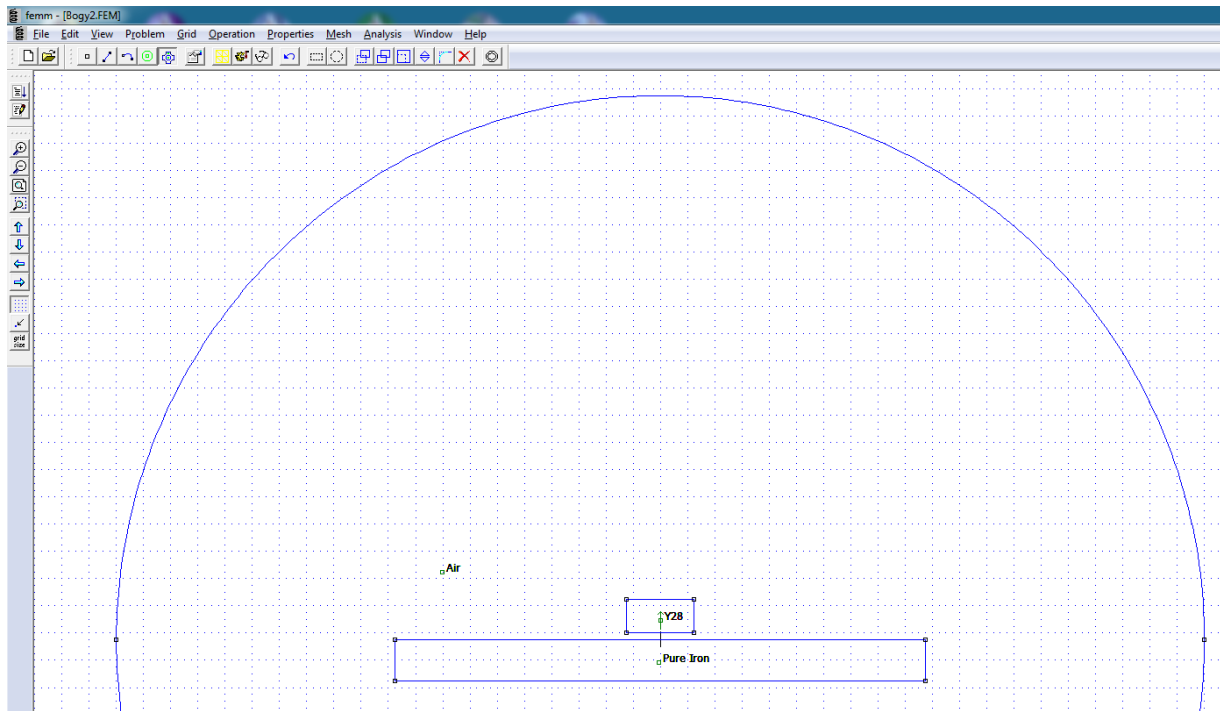 femm - [Bogy2.FEM]
File Edit View Problem Grid Operation Properties Mesh Analysis Window Help
grid size
Air
Y28
Pure Iron